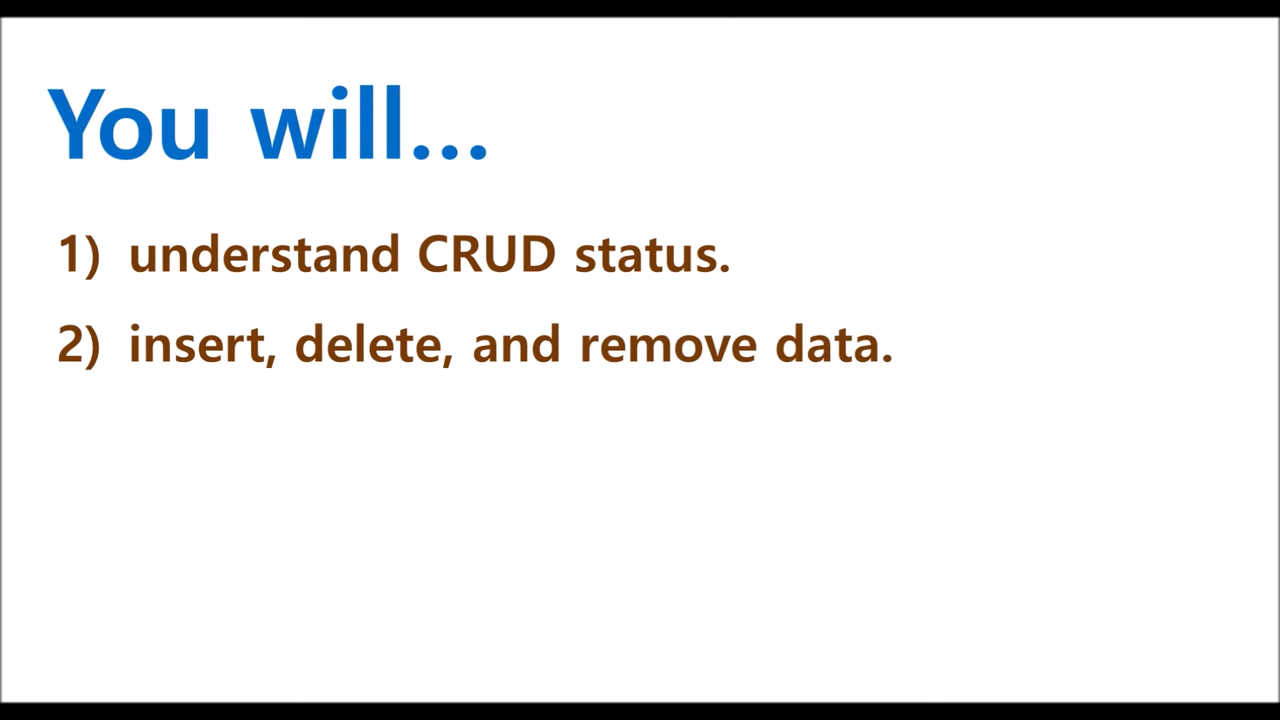 You will...
1) understand CRUD status.
2) insert, delete, and remove data.